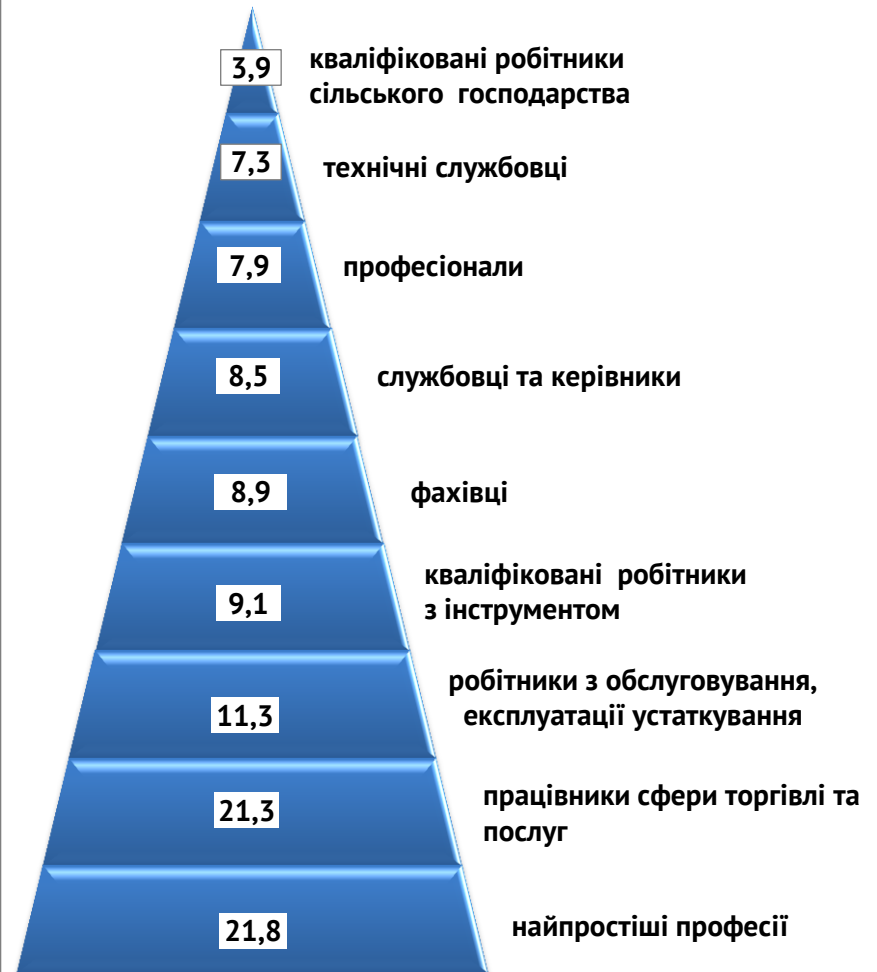 3,9
кваліфіковані робітники
сільського господарства
7,3
технічні службовці
7,9
професіонали
8,5
службовці та керівники
8,9
фахівці
9,1
кваліфіковані робітники
з інструментом
11,3
робітники з обслуговування,
експлуатації устаткування
21,3
працівники сфери торгівлі та
послуг
21,8
найпростіші професії